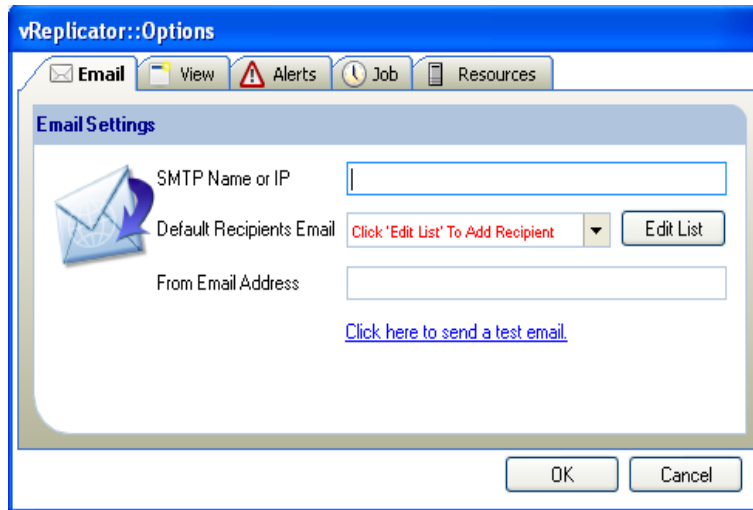 vReplicator::Options
Email View Alerts Job Resources
Email Settings
SMTP Name or IP
Default Recipients Email Click 'Edit List' To Add Recipient Edit List
From Email Address
Click here to send a test email.
OK Cancel